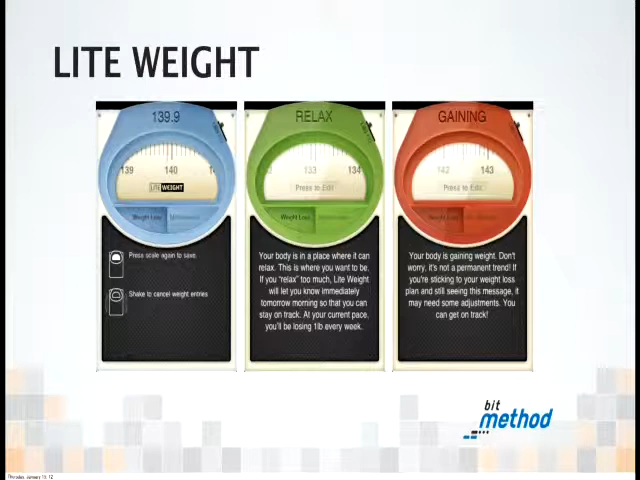 LITE WEIGHT
139.9
139 140
LITE WEIGHT
Weight Loss
Press scale again to save.
Shake to cancel weight entries
RELAX
133 134
Press to Edit
Weight Loss
Your body is in a place where it can
relax. This is where you want to be.
If you "relax" too much, Lite Weight
will let you know immediately
tomorrow morning so that you can
stay on track. At your current pace,
you'll be losing 1lb every week.
GAINING
142 143
Press to Edit
Weight Loss
Your body is gaining weight. Don't
worry, it's not a permanent trend! If
you're sticking to your weight loss
plan and still seeing this message, it
may need some adjustments. You
can get on track!
bit
method